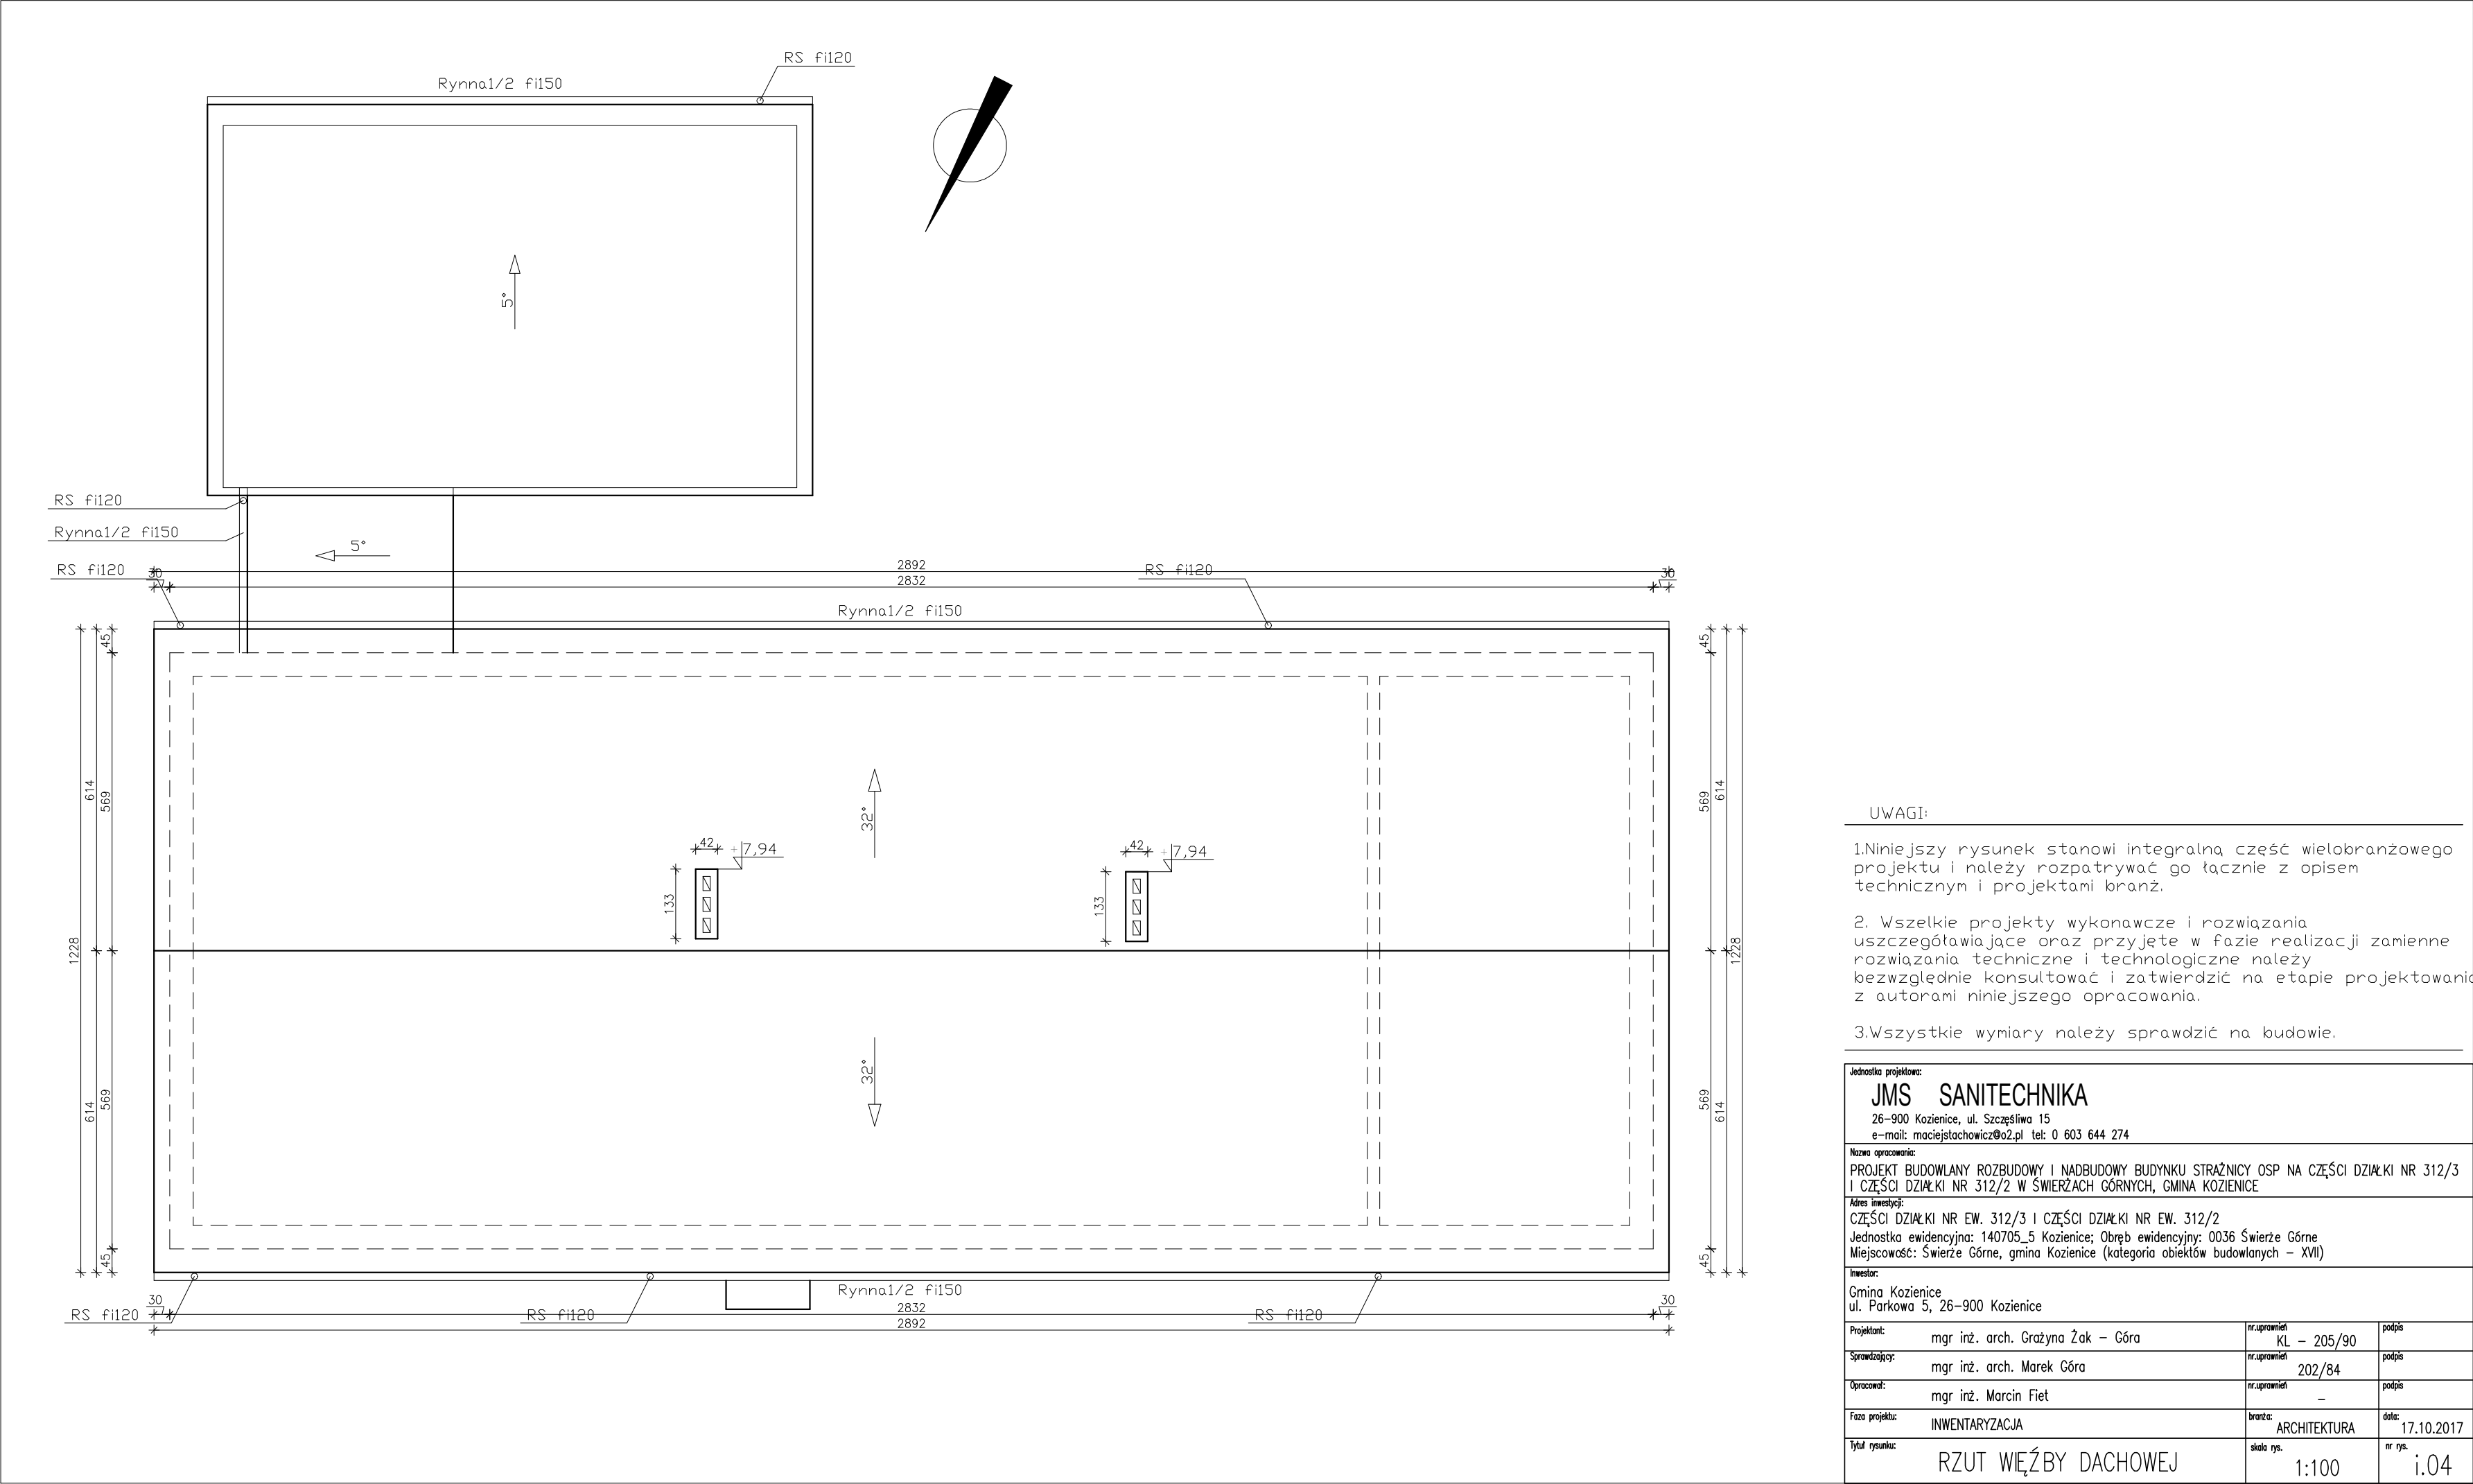 RS fi120
Rynna1/2 fi150
5°
RS fi120
Rynna1/2 fi150
5°
RS fi120
30
2892
2832
RS fi120
30
Rynna1/2 fi150
45
45
614
569
569
614
32°
42
+7,94
42
+7,94
133
133
1228
1228
32°
614
569
569
614
45
45
Rynna1/2 fi150
30
2832
30
RS fi120
RS fi120
RS fi120
2892
UWAGI:
1.Niniejszy rysunek stanowi integralną część wielobranżowego
projektu i należy rozpatrywać go łącznie z opisem
technicznym i projektami branż.
2. Wszelkie projekty wykonawcze i rozwiązania
uszczegóławiające oraz przyjęte w fazie realizacji zamienne
rozwiązania techniczne i technologiczne należy
bezwzględnie konsultować i zatwierdzić na etapie projektowania
z autorami niniejszego opracowania.
3.Wszystkie wymiary należy sprawdzić na budowie.
Jednostka projektowa:
JMS SANITECHNIKA
26-900 Kozienice, ul. Szczęśliwa 15
e-mail: maciejstachowicz@o2.pl tel: 0 603 644 274
Nazwa opracowania:
PROJEKT BUDOWLANY ROZBUDOWY I NADBUDOWY BUDYNKU STRAŻNICY OSP NA CZĘŚCI DZIAŁKI NR 312/3
I CZĘŚCI DZIAŁKI NR 312/2 W ŚWIERŻACH GÓRNYCH, GMINA KOZIENICE
Adres inwestycji:
CZĘŚCI DZIAŁKI NR EW. 312/3 I CZĘŚCI DZIAŁKI NR EW. 312/2
Jednostka ewidencyjna: 140705_5 Kozienice; Obręb ewidencyjny: 0036 Świerże Górne
Miejscowość: Świerże Górne, gmina Kozienice (kategoria obiektów budowlanych – XVII)
Inwestor:
Gmina Kozienice
ul. Parkowa 5, 26-900 Kozienice
Projektant: mgr inż. arch. Grażyna Żak – Góra nr.uprawnień KL – 205/90 podpis
Sprawdzający: mgr inż. arch. Marek Góra nr.uprawnień 202/84 podpis
Opracował: mgr inż. Marcin Fiet nr.uprawnień – podpis
Faza projektu: INWENTARYZACJA branża: ARCHITEKTURA data: 17.10.2017
Tytuł rysunku: RZUT WIĘŹBY DACHOWEJ skala rys. 1:100 nr rys. i.04